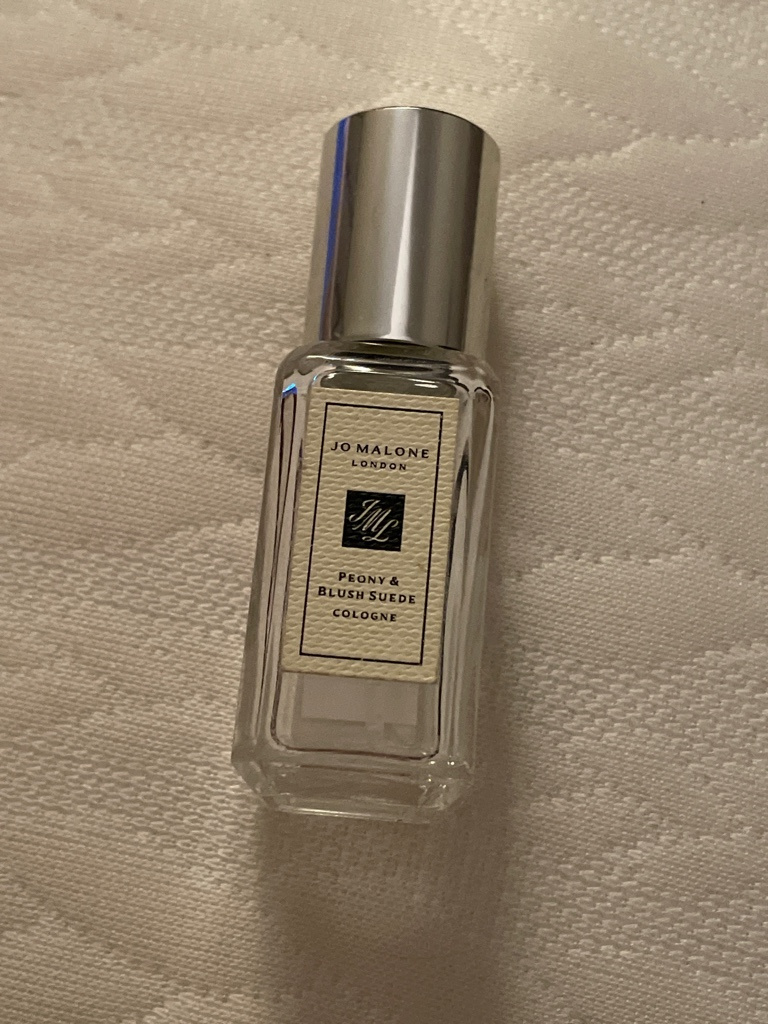 JO MALONE
LONDON
JML
PEONY &
BLUSH SUEDE
COLOGNE